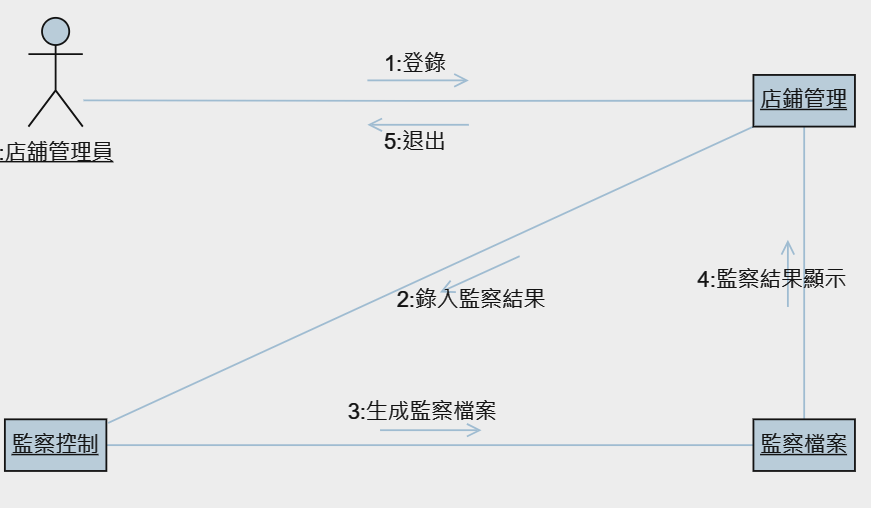 1:登錄
店鋪管理
5:退出
:店舖管理員
4:監察結果顯示
2:錄入監察結果
3:生成監察檔案
監察控制
監察檔案